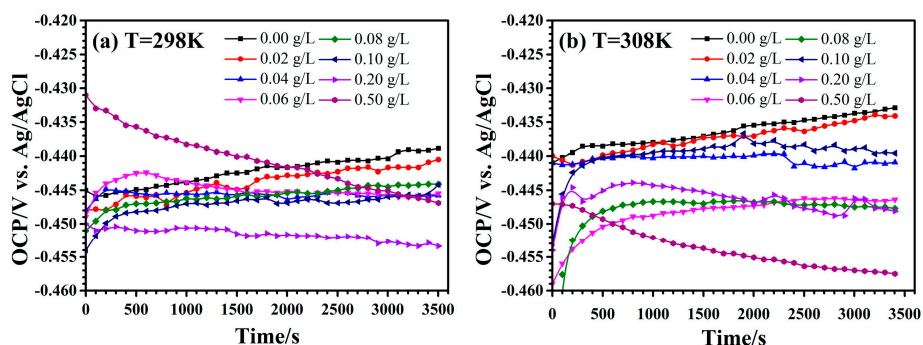 (a) T=298K
0.00 g/L
0.02 g/L
0.04 g/L
0.06 g/L
0.08 g/L
0.10 g/L
0.20 g/L
0.50 g/L
OCP/V vs. Ag/AgCl
-0.420
-0.425
-0.430
-0.435
-0.440
-0.445
-0.450
-0.455
-0.460
0 500 1000 1500 2000 2500 3000 3500
Time/s
(b) T=308K
0.00 g/L
0.02 g/L
0.04 g/L
0.06 g/L
0.08 g/L
0.10 g/L
0.20 g/L
0.50 g/L
OCP/V vs. Ag/AgCl
-0.420
-0.425
-0.430
-0.435
-0.440
-0.445
-0.450
-0.455
-0.460
0 500 1000 1500 2000 2500 3000 3500
Time/s